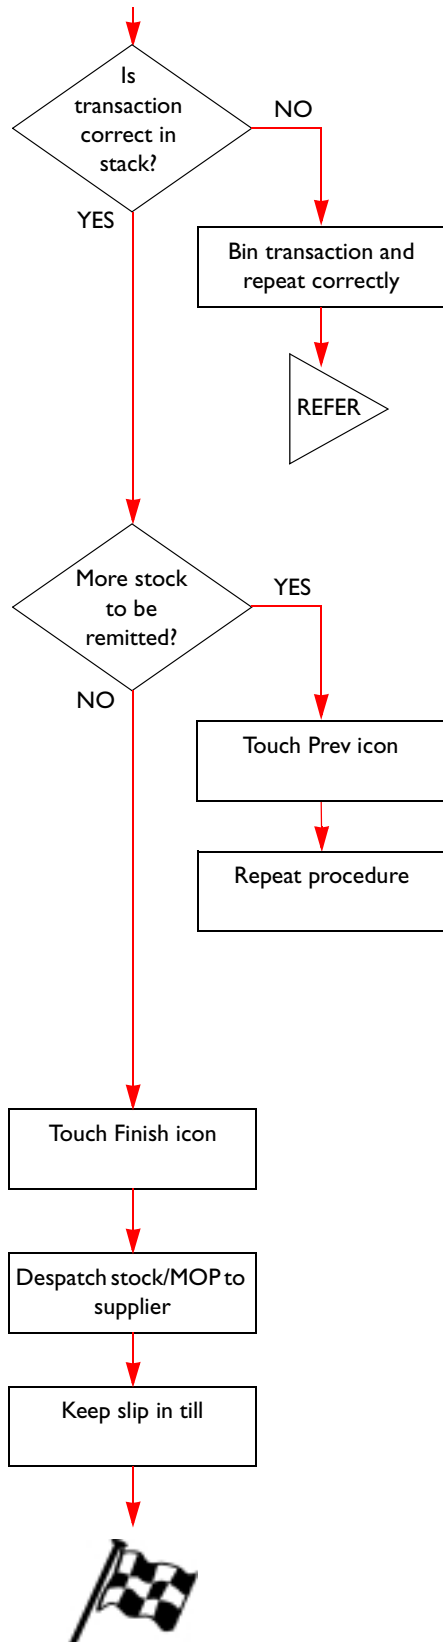 Is
transaction
correct in
stack?
NO
YES
Bin transaction and
repeat correctly
REFER
More stock
to be
remitted?
YES
NO
Touch Prev icon
Repeat procedure
Touch Finish icon
Despatch stock/MOP to
supplier
Keep slip in till